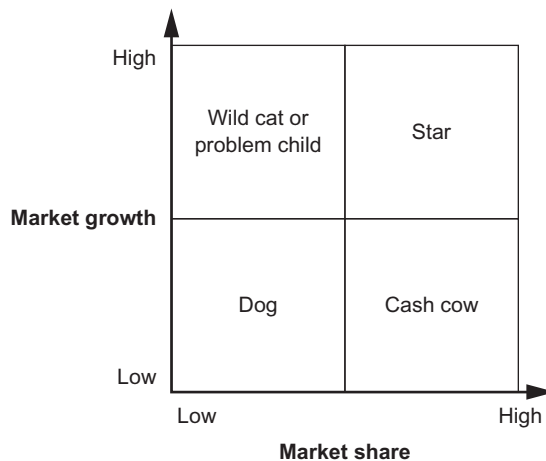 High
Wild cat or
problem child
Star
Market growth
Dog
Cash cow
Low
Low
High
Market share